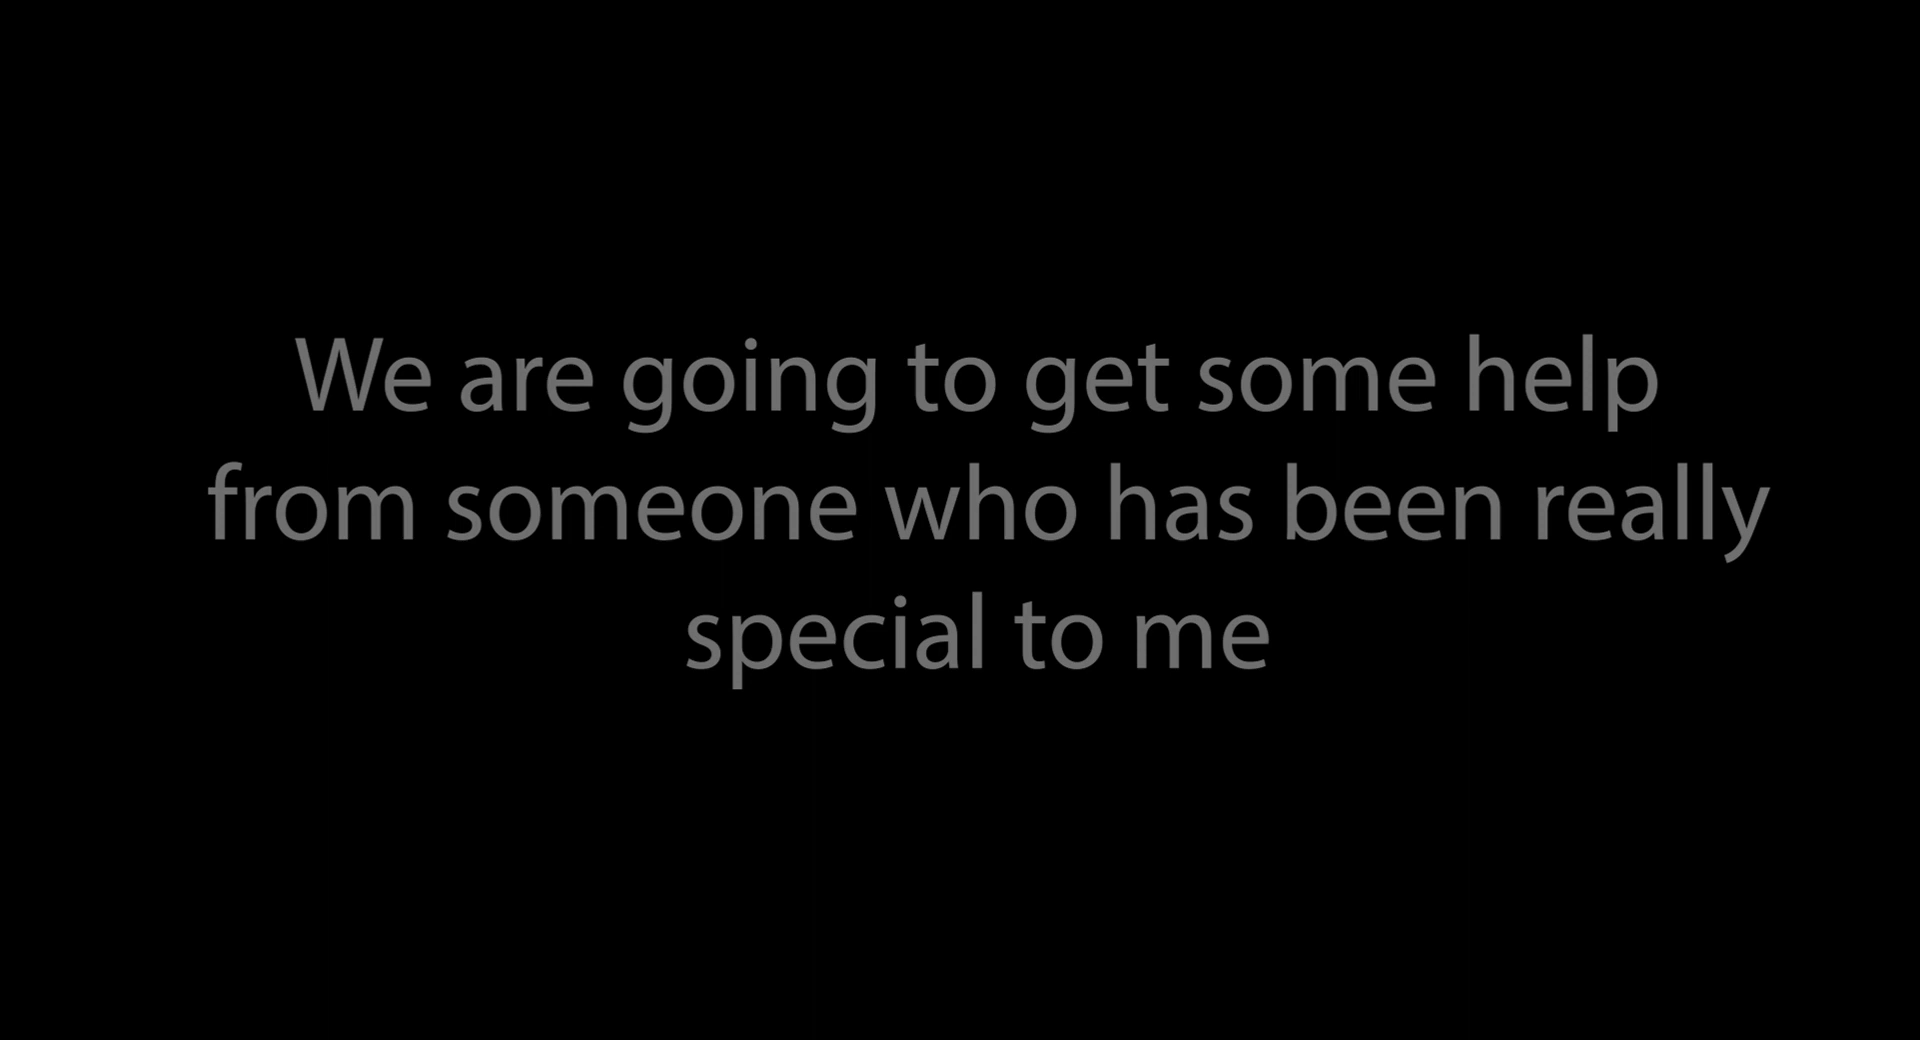 We are going to get some help
from someone who has been really
special to me